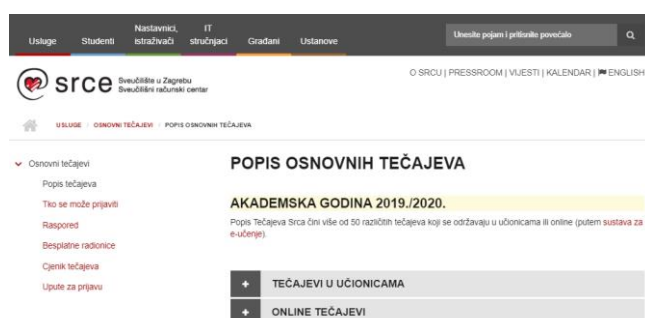 Usluge Studenti Nastavnici, istraživači IT stručnjaci Građani Ustanove
Unesite pojam i pritisnite povećalo
srce Sveučilište u Zagrebu
Sveučilišni računski centar
O SRCU | PRESSROOM | VIJESTI | KALENDAR | ENGLISH
USLUGE / OSNOVNI TEČAJEVI / POPIS OSNOVNIH TEČAJEVA
Osnovni tečajevi
Popis tečajeva
Tko se može prijaviti
Raspored
Besplatne radionice
Cjenik tečajeva
Upute za prijavu
POPIS OSNOVNIH TEČAJEVA
AKADEMSKA GODINA 2019./2020.
Popis Tečajeva Srca čini više od 50 različitih tečajeva koji se održavaju u učionicama ili online (putem sustava za
e-učenje).
+ TEČAJEVI U UČIONICAMA
+ ONLINE TEČAJEVI